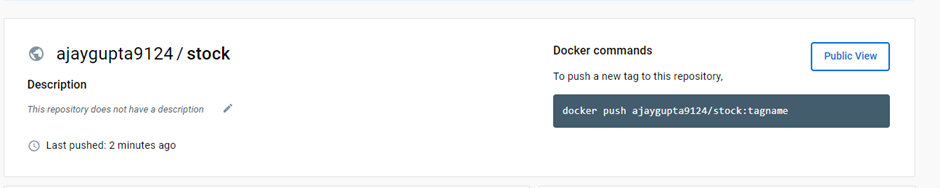 ajaygupta9124 / stock
Description
This repository does not have a description
Last pushed: 2 minutes ago
Docker commands
Public View
To push a new tag to this repository,
docker push ajaygupta9124/stock:tagname